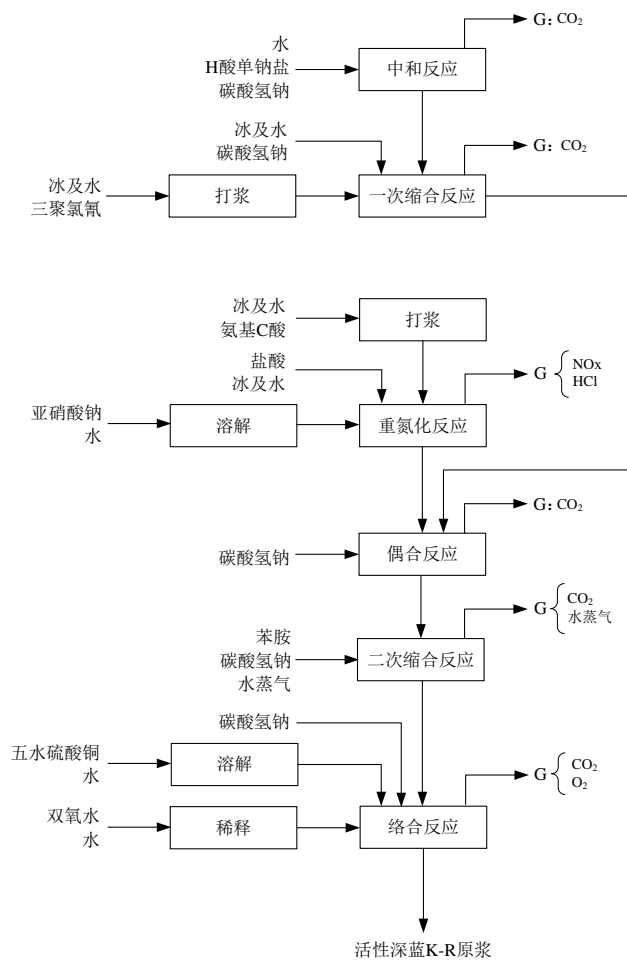 G: CO₂
水
H酸单钠盐
碳酸氢钠
中和反应
冰及水
碳酸氢钠
G: CO₂
冰及水
三聚氯氰
打浆
一次缩合反应
冰及水
氨基C酸
打浆
盐酸
冰及水
G
NOx
HCl
亚硝酸钠
水
溶解
重氮化反应
G: CO₂
碳酸氢钠
偶合反应
G
CO₂
水蒸气
苯胺
碳酸氢钠
水蒸气
二次缩合反应
碳酸氢钠
五水硫酸铜
水
溶解
G
CO₂
O₂
双氧水
水
稀释
络合反应
活性深蓝K-R原浆